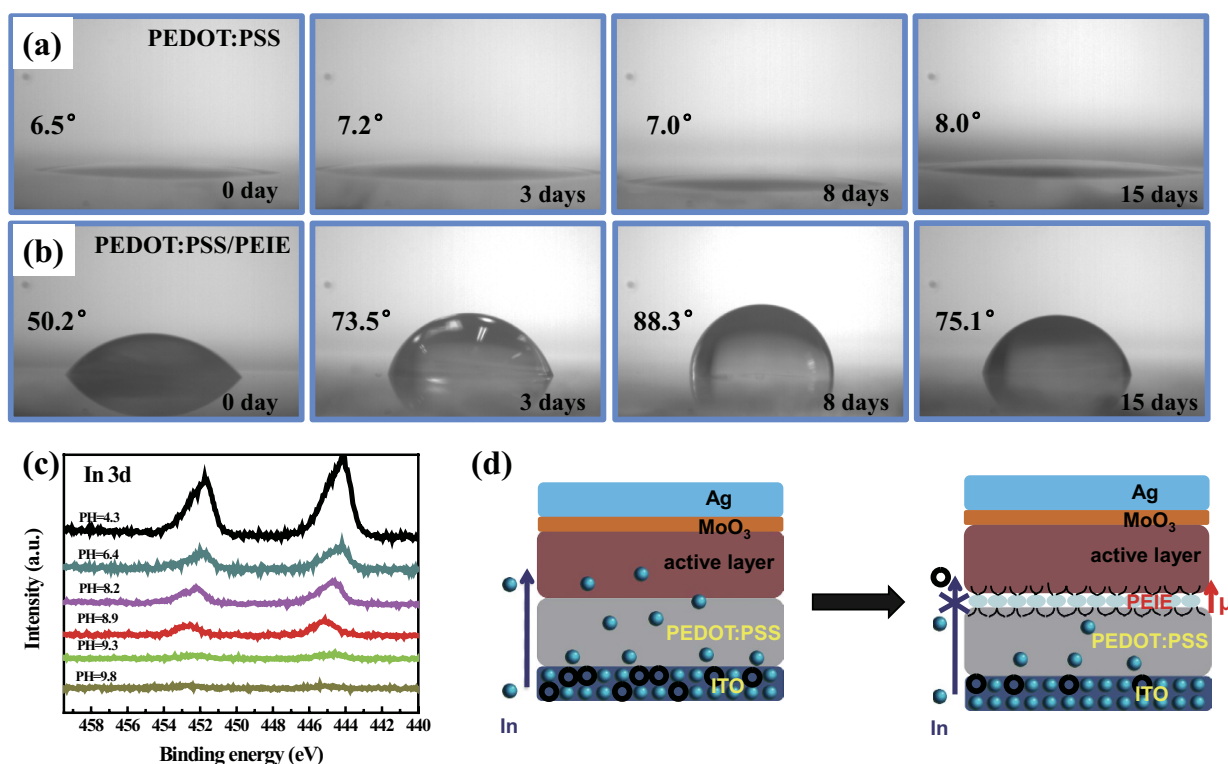 (a)
PEDOT:PSS
6.5°
0 day
7.2°
3 days
7.0°
8 days
8.0°
15 days
(b)
PEDOT:PSS/PEIE
50.2°
0 day
73.5°
3 days
88.3°
8 days
75.1°
15 days
(c)
In 3d
PH=4.3
PH=6.4
PH=8.2
PH=8.9
PH=9.3
PH=9.8
Intensity (a.u.)
458 456 454 452 450 448 446 444 442 440
Binding energy (eV)
(d)
Ag
MoO₃
active layer
PEDOT:PSS
ITO
In
Ag
MoO₃
active layer
PEIE
μ
PEDOT:PSS
ITO
In